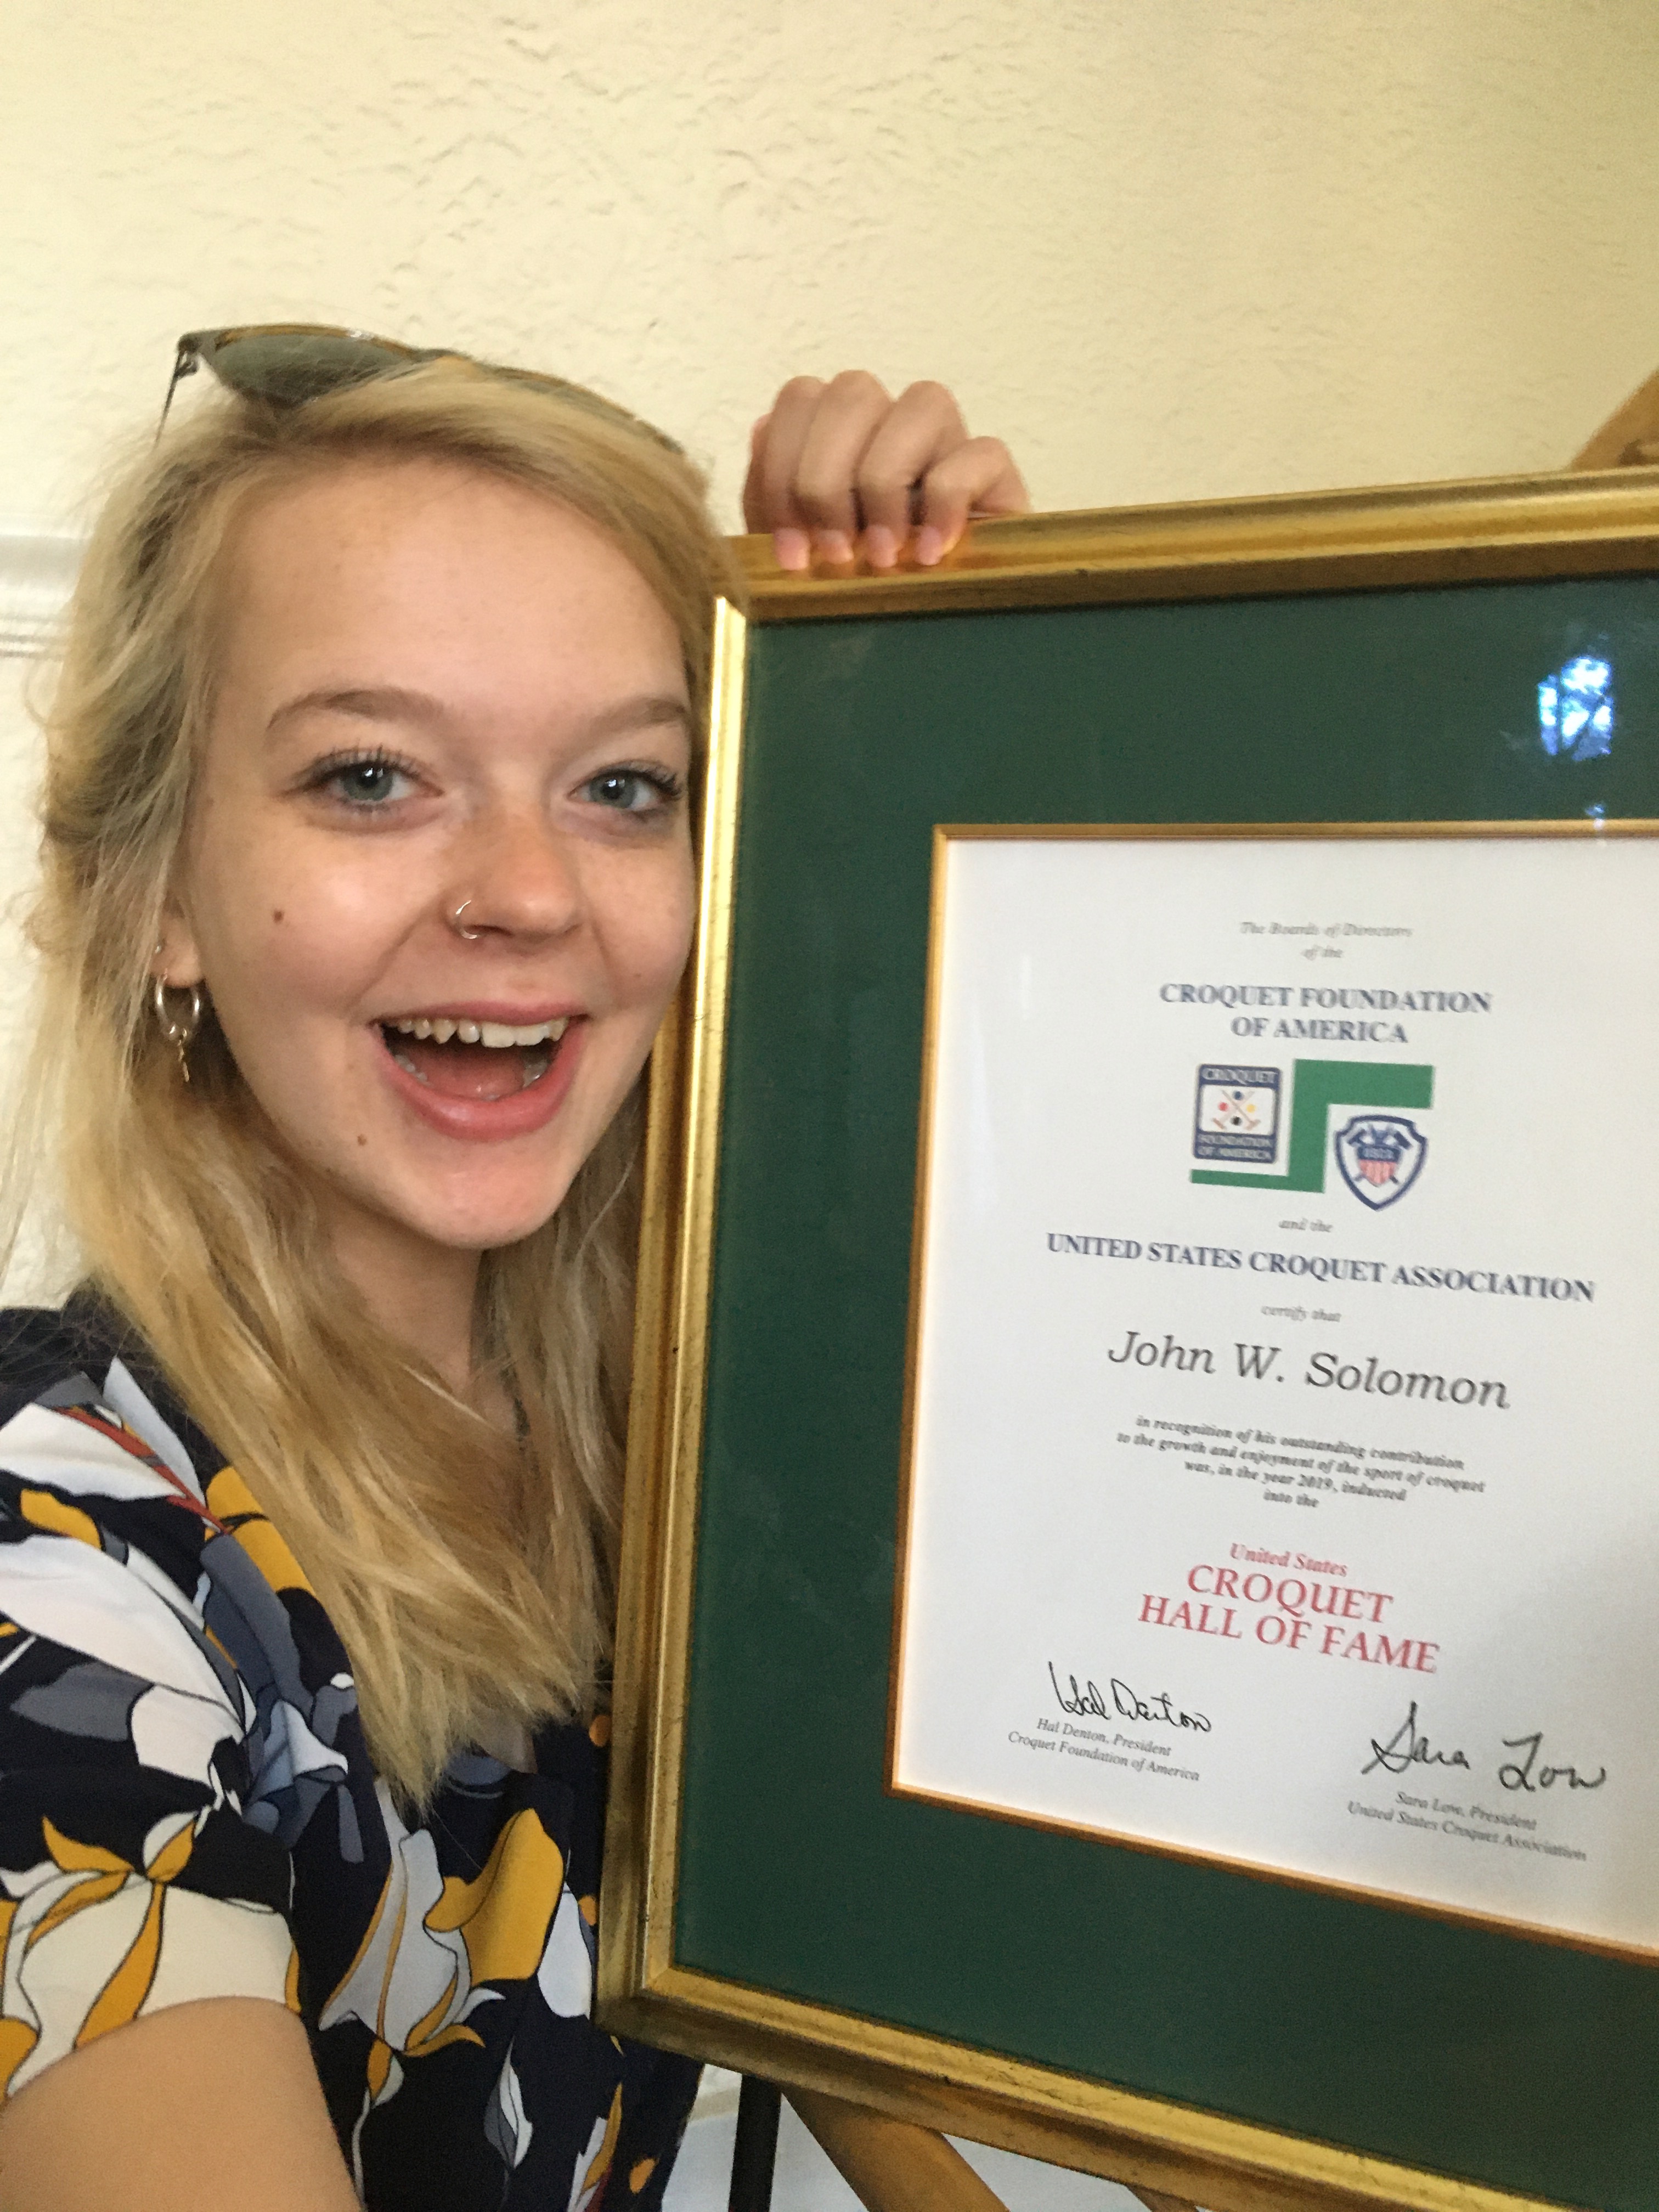 The Boards of Directors
of the
CROQUET FOUNDATION
OF AMERICA
CROQUET
FOUNDATION
OF AMERICA
USCA
and the
UNITED STATES CROQUET ASSOCIATION
certify that
John W. Solomon
in recognition of his outstanding contribution
to the growth and enjoyment of the sport of croquet
was, in the year 2019, inducted
into the
United States
CROQUET
HALL OF FAME
Hal Denton
Hal Denton, President
Croquet Foundation of America
Sara Low
Sara Low, President
United States Croquet Association